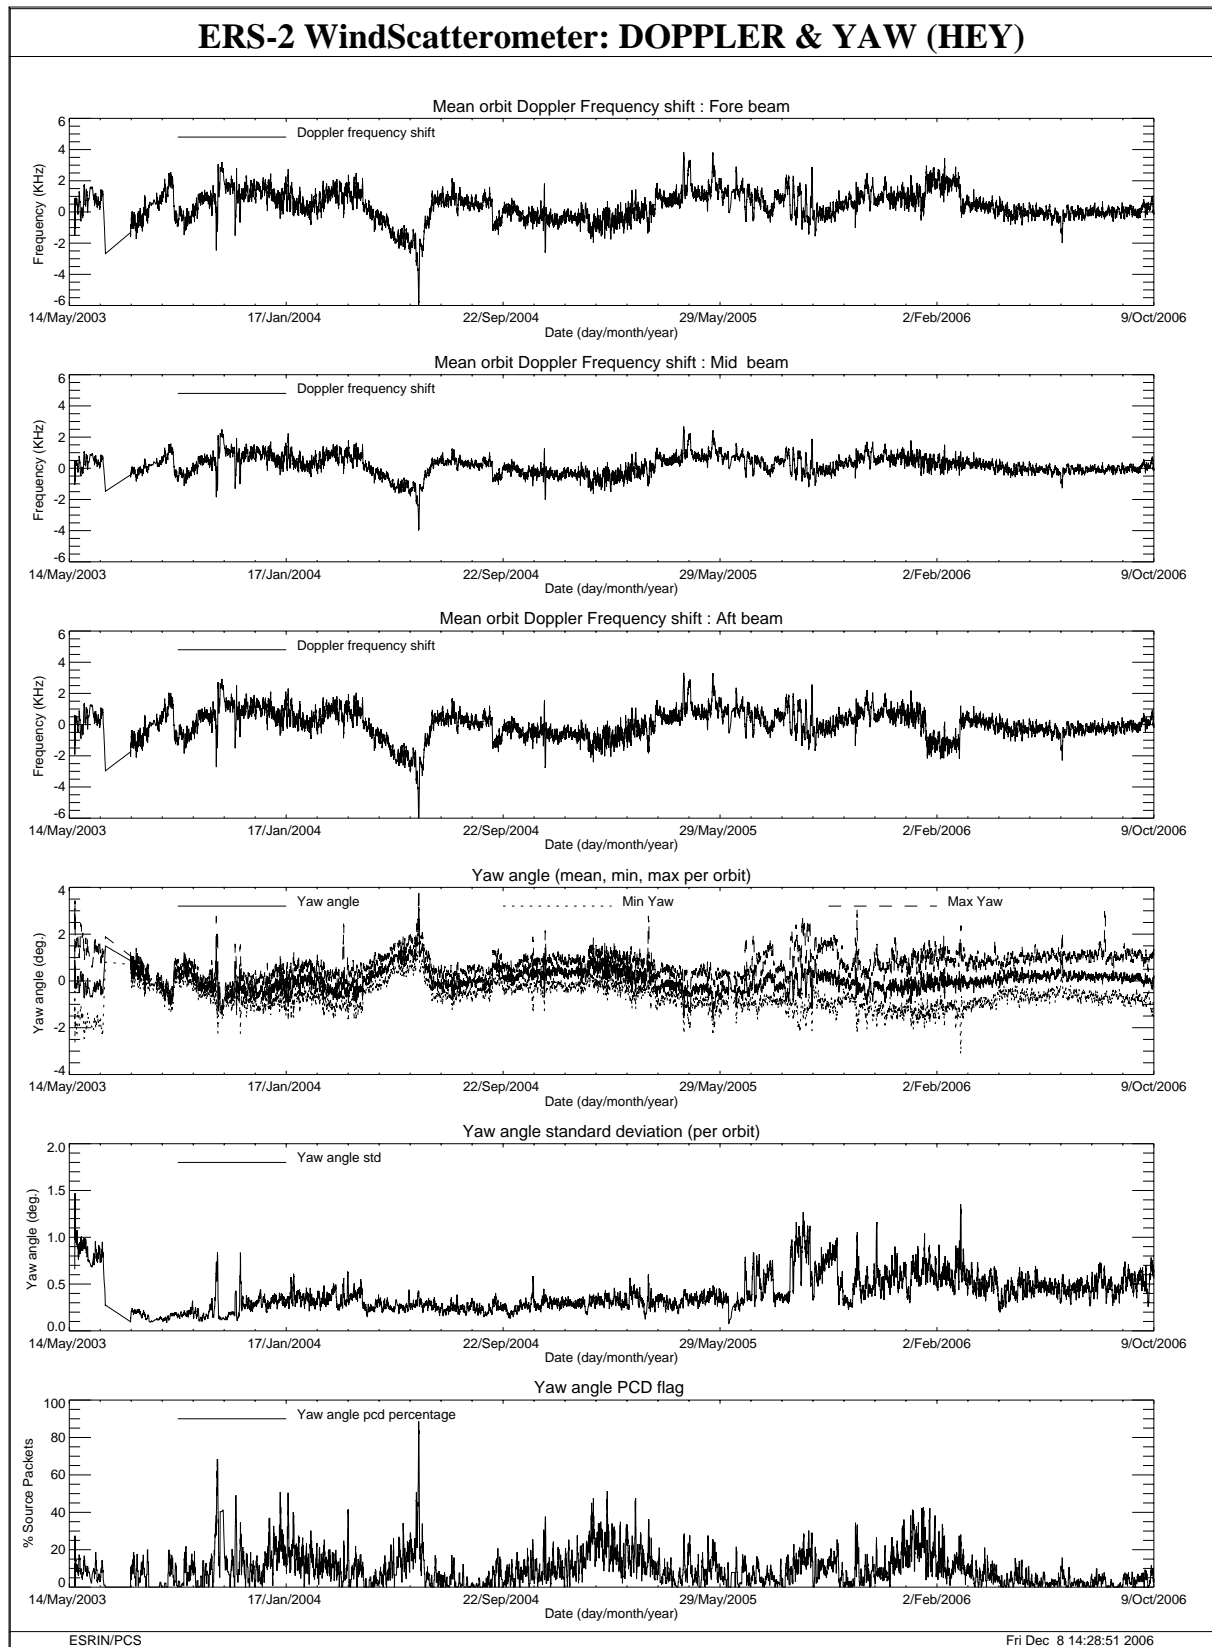 ERS-2 WindScatterometer: DOPPLER & YAW (HEY)
Mean orbit Doppler Frequency shift : Fore beam
Doppler frequency shift
Frequency (KHz)
6
4
2
0
-2
-4
-6
14/May/2003 17/Jan/2004 22/Sep/2004 29/May/2005 2/Feb/2006 9/Oct/2006
Date (day/month/year)
Mean orbit Doppler Frequency shift : Mid beam
Doppler frequency shift
Frequency (KHz)
6
4
2
0
-2
-4
-6
14/May/2003 17/Jan/2004 22/Sep/2004 29/May/2005 2/Feb/2006 9/Oct/2006
Date (day/month/year)
Mean orbit Doppler Frequency shift : Aft beam
Doppler frequency shift
Frequency (KHz)
6
4
2
0
-2
-4
-6
14/May/2003 17/Jan/2004 22/Sep/2004 29/May/2005 2/Feb/2006 9/Oct/2006
Date (day/month/year)
Yaw angle (mean, min, max per orbit)
Yaw angle Min Yaw Max Yaw
Yaw angle (deg.)
4
2
0
-2
-4
14/May/2003 17/Jan/2004 22/Sep/2004 29/May/2005 2/Feb/2006 9/Oct/2006
Date (day/month/year)
Yaw angle standard deviation (per orbit)
Yaw angle std
Yaw angle (deg.)
2.0
1.5
1.0
0.5
0.0
14/May/2003 17/Jan/2004 22/Sep/2004 29/May/2005 2/Feb/2006 9/Oct/2006
Date (day/month/year)
Yaw angle PCD flag
Yaw angle pcd percentage
% Source Packets
100
80
60
40
20
0
14/May/2003 17/Jan/2004 22/Sep/2004 29/May/2005 2/Feb/2006 9/Oct/2006
Date (day/month/year)
ESRIN/PCS Fri Dec 8 14:28:51 2006